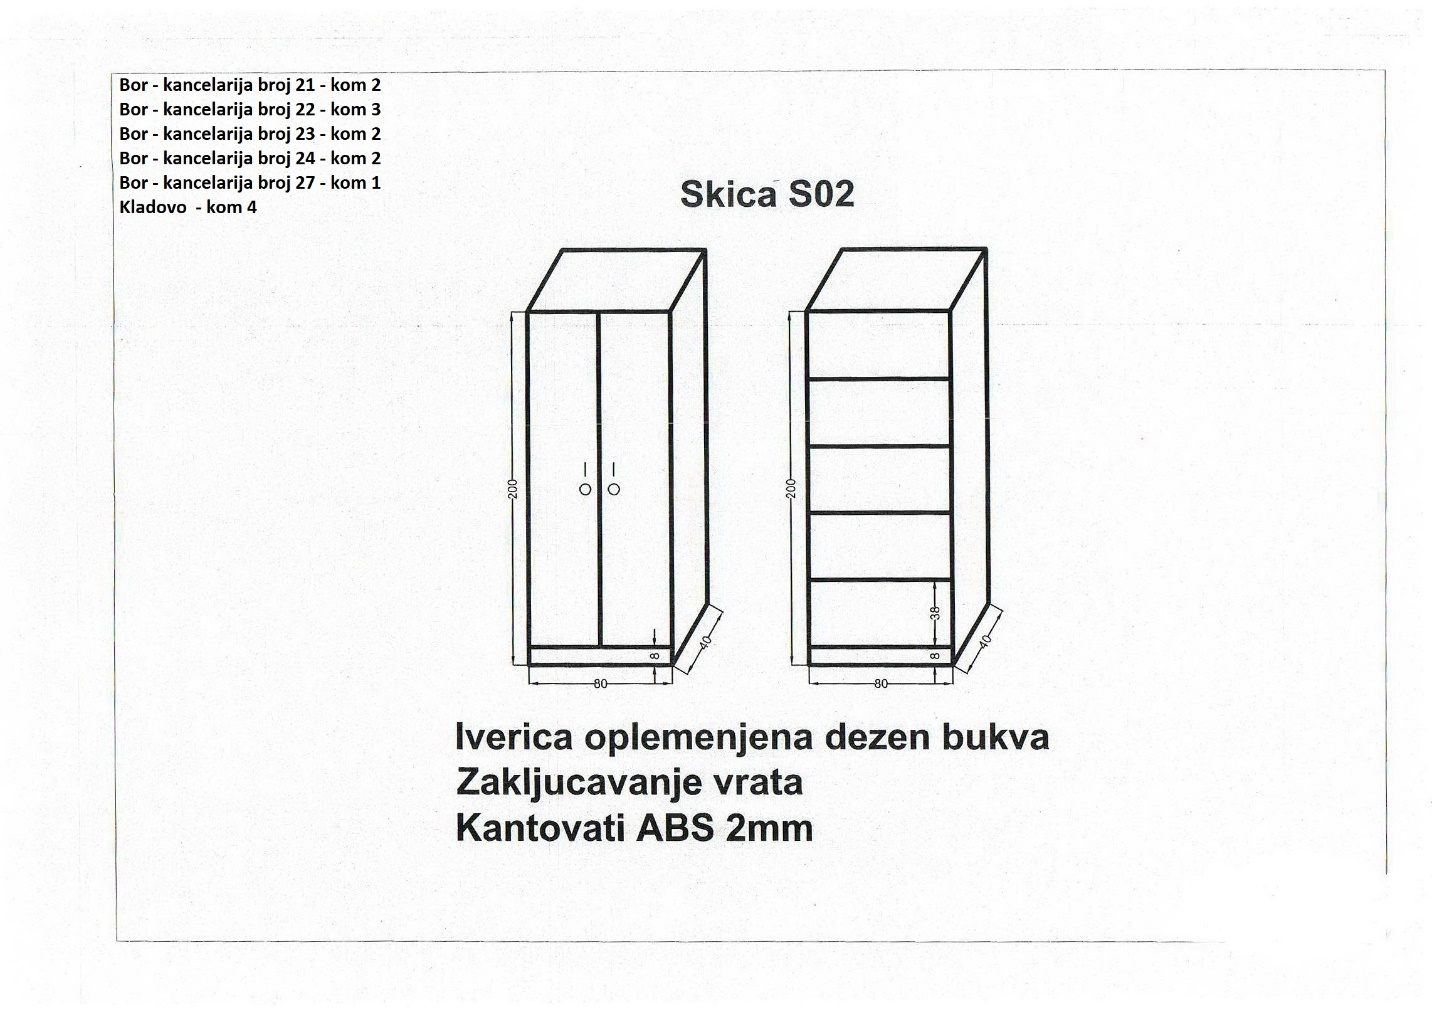 Bor - kancelarija broj 21 - kom 2
Bor - kancelarija broj 22 - kom 3
Bor - kancelarija broj 23 - kom 2
Bor - kancelarija broj 24 - kom 2
Bor - kancelarija broj 27 - kom 1
Kladovo - kom 4
Skica S02
200
200
38
40
40
8
8
80
80
Iverica oplemenjena dezen bukva
Zakljucavanje vrata
Kantovati ABS 2mm